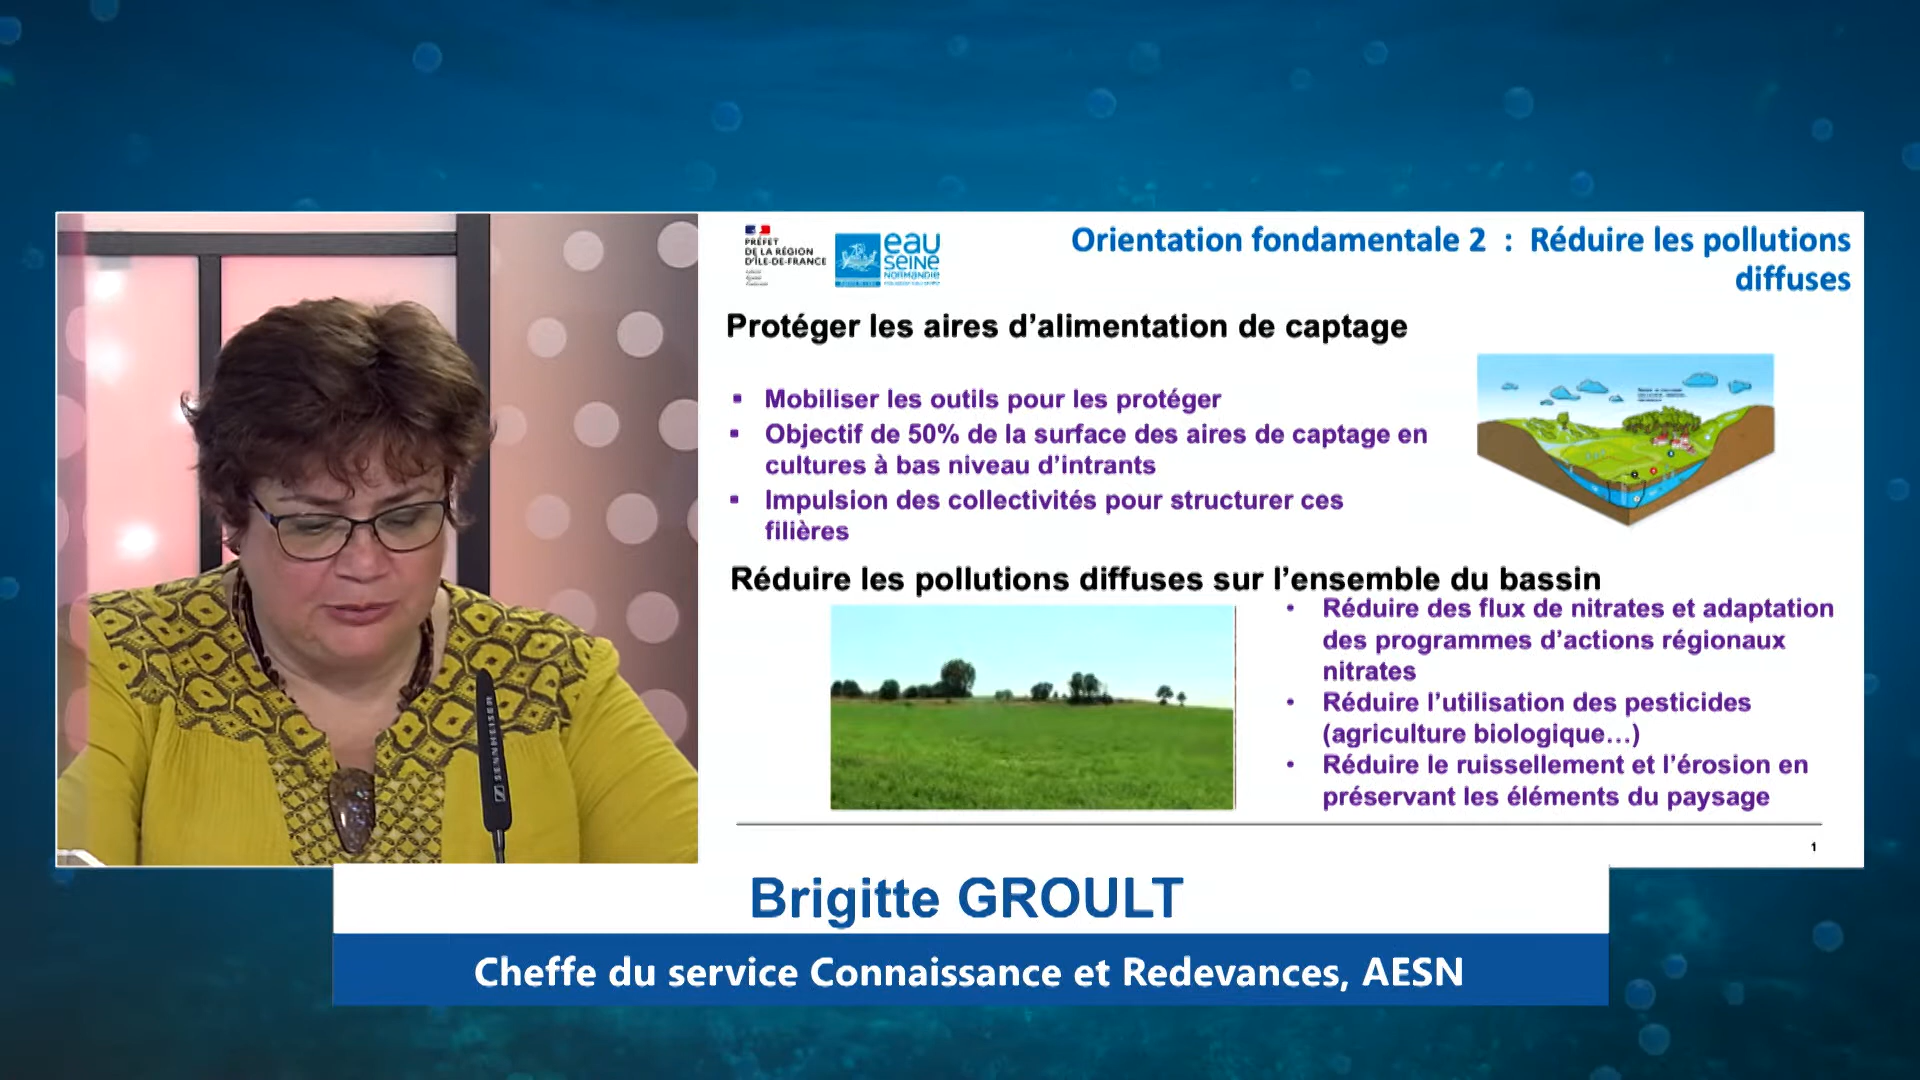 PRÉFET
DE LA RÉGION
D'ÎLE-DE-FRANCE
eau
SEINE
NORMANDIE
Orientation fondamentale 2 : Réduire les pollutions
diffuses
Protéger les aires d'alimentation de captage
▪ Mobiliser les outils pour les protéger
▪ Objectif de 50% de la surface des aires de captage en
cultures à bas niveau d'intrants
▪ Impulsion des collectivités pour structurer ces
filières
Réduire les pollutions diffuses sur l'ensemble du bassin
• Réduire des flux de nitrates et adaptation
des programmes d'actions régionaux
nitrates
• Réduire l'utilisation des pesticides
(agriculture biologique…)
• Réduire le ruissellement et l'érosion en
préservant les éléments du paysage
1
SENNHEISER
Brigitte GROULT
Cheffe du service Connaissance et Redevances, AESN